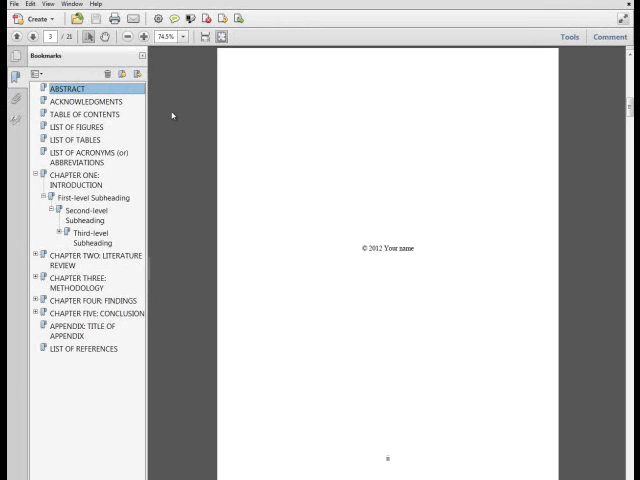 File Edit View Window Help
Create
3 / 21 74.5% Tools Comment
Bookmarks
ABSTRACT
ACKNOWLEDGMENTS
TABLE OF CONTENTS
LIST OF FIGURES
LIST OF TABLES
LIST OF ACRONYMS (or)
ABBREVIATIONS
CHAPTER ONE:
INTRODUCTION
First-level Subheading
Second-level
Subheading
Third-level
Subheading
CHAPTER TWO: LITERATURE
REVIEW
CHAPTER THREE:
METHODOLOGY
CHAPTER FOUR: FINDINGS
CHAPTER FIVE: CONCLUSION
APPENDIX: TITLE OF
APPENDIX
LIST OF REFERENCES
© 2012 Your name
ii